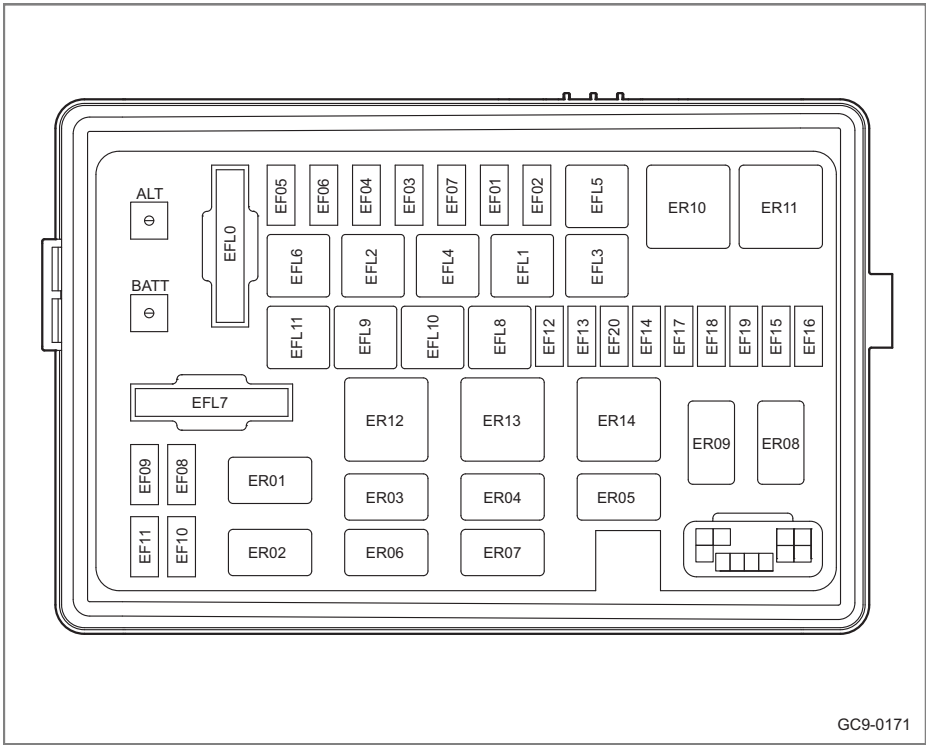 ALT
BATT
EFL0
EF05 EF06 EF04 EF03 EF07 EF01 EF02 EFL5 ER10 ER11
EFL6 EFL2 EFL4 EFL1 EFL3
EFL11 EFL9 EFL10 EFL8 EF12 EF13 EF20 EF14 EF17 EF18 EF19 EF15 EF16
EFL7
ER12 ER13 ER14 ER09 ER08
EF09 EF08 ER01 ER03 ER04 ER05
EF11 EF10 ER02 ER06 ER07
GC9-0171